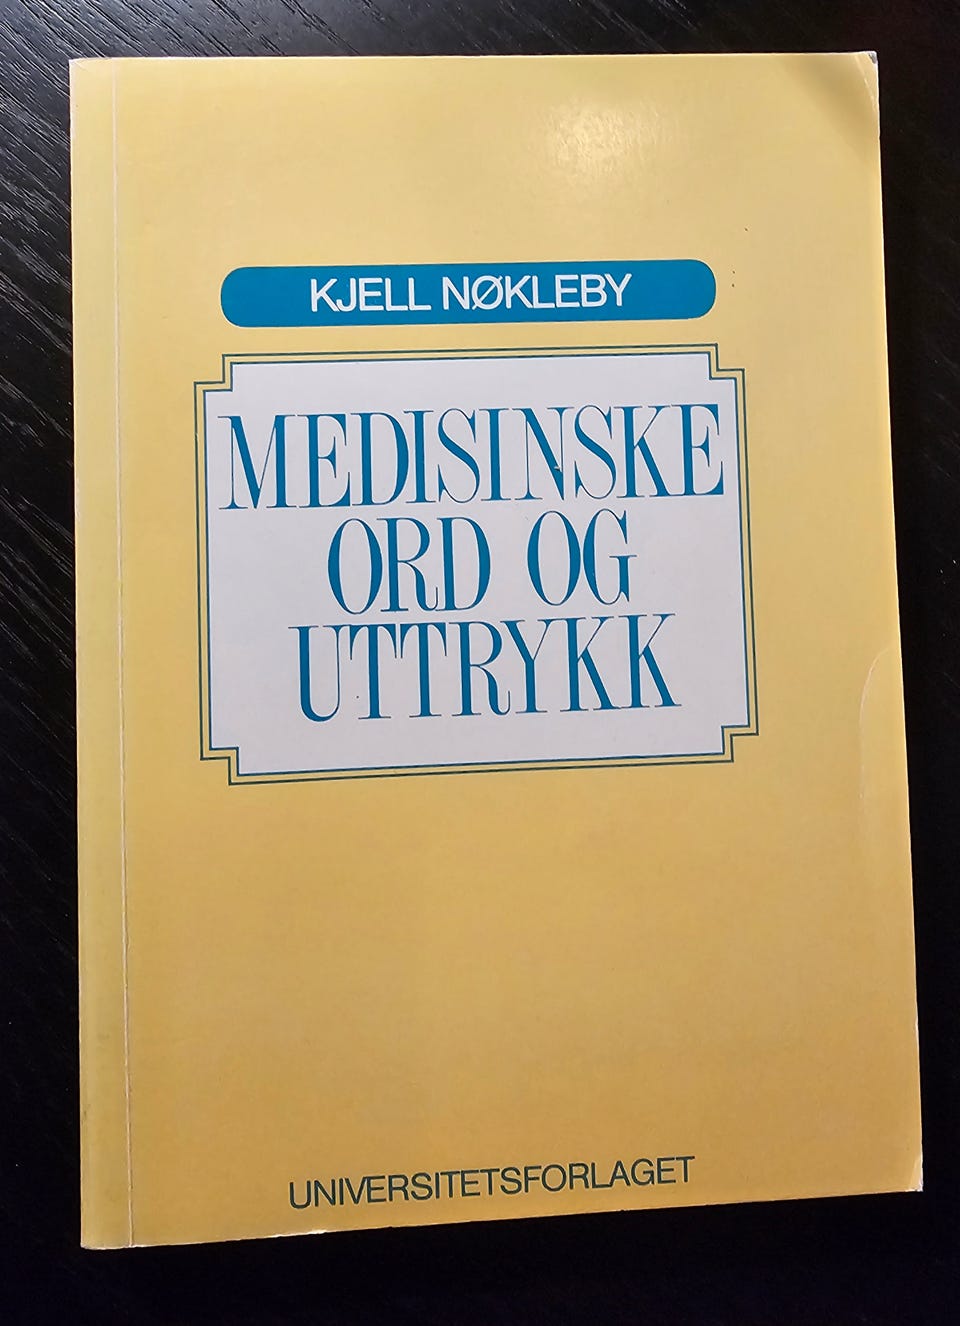 KJELL NØKLEBY
MEDISINSKE
ORD OG
UTTRYKK
UNIVERSITETSFORLAGET